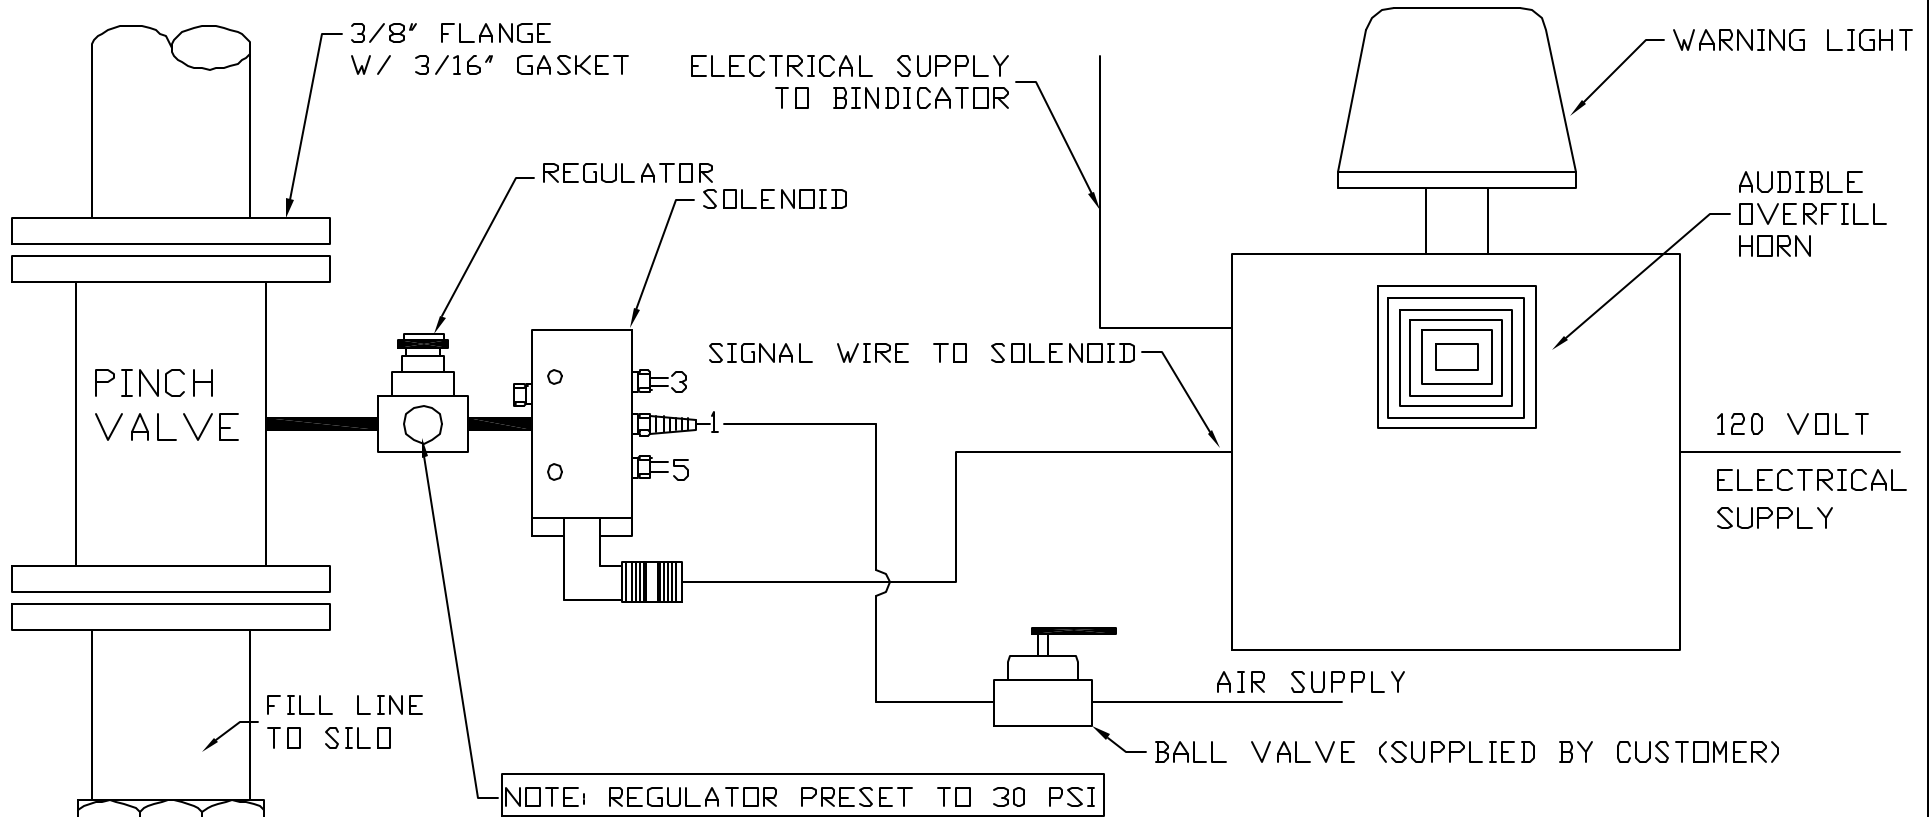 3/8" FLANGE
W/ 3/16" GASKET
ELECTRICAL SUPPLY
TO BINDICATOR
WARNING LIGHT
REGULATOR
SOLENOID
AUDIBLE
OVERFILL
HORN
SIGNAL WIRE TO SOLENOID
PINCH
VALVE
3
1
5
120 VOLT
ELECTRICAL
SUPPLY
FILL LINE
TO SILO
AIR SUPPLY
BALL VALVE (SUPPLIED BY CUSTOMER)
NOTE: REGULATOR PRESET TO 30 PSI